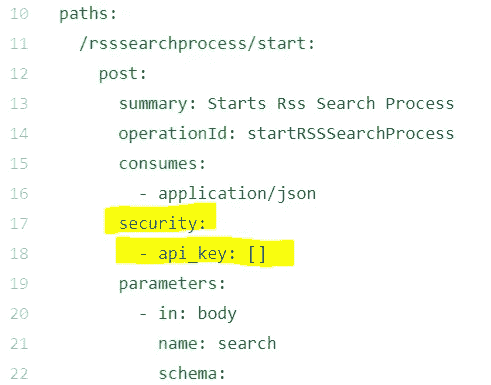 10 paths:
11 /rsssearchprocess/start:
12 post:
13 summary: Starts Rss Search Process
14 operationId: startRSSSearchProcess
15 consumes:
16 - application/json
17 security:
18 - api_key: []
19 parameters:
20 - in: body
21 name: search
22 schema: